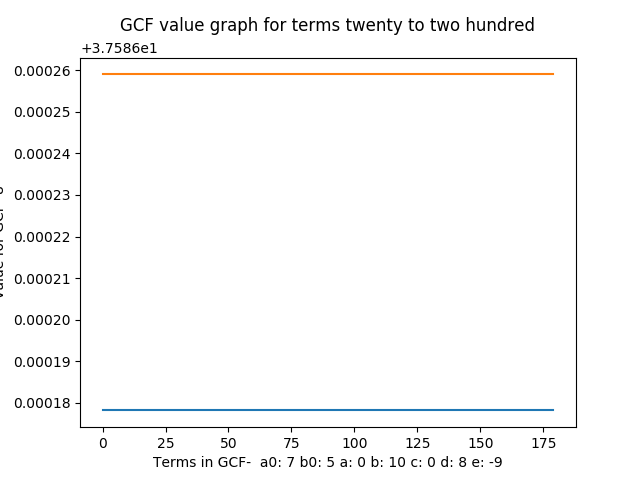 GCF value graph for terms twenty to two hundred
+3.7586e1
0.00026
0.00025
0.00024
0.00023
0.00022
0.00021
0.00020
0.00019
0.00018
0 25 50 75 100 125 150 175
Terms in GCF- a0: 7 b0: 5 a: 0 b: 10 c: 0 d: 8 e: -9